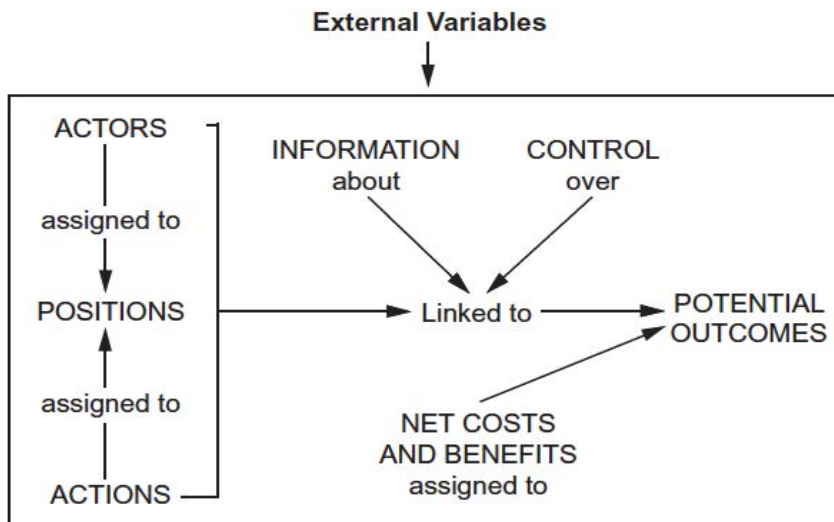 External Variables
ACTORS
assigned to
POSITIONS
assigned to
ACTIONS
INFORMATION
about
CONTROL
over
Linked to
POTENTIAL
OUTCOMES
NET COSTS
AND BENEFITS
assigned to